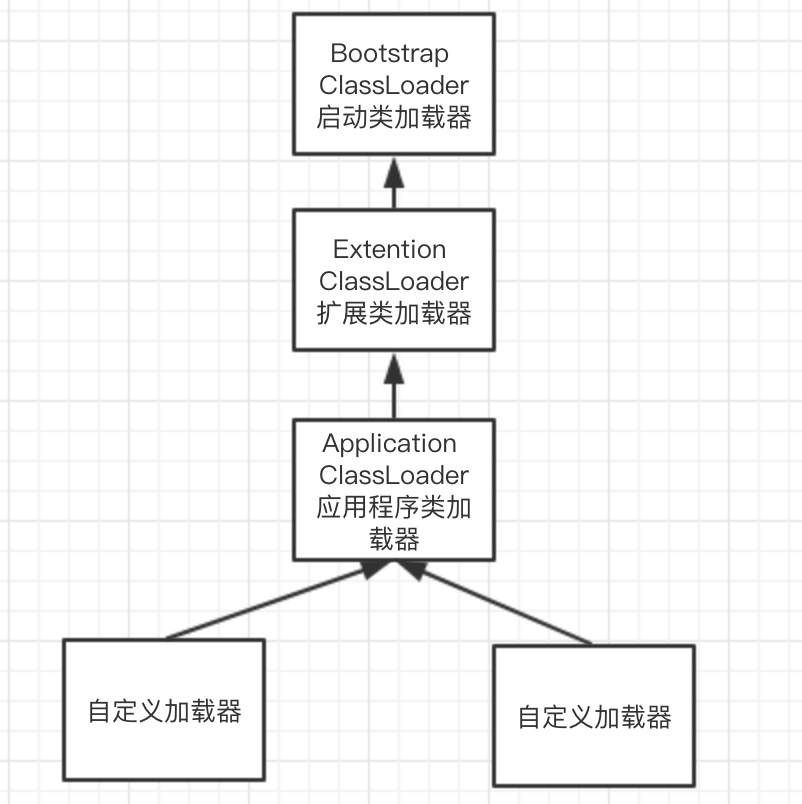 Bootstrap
ClassLoader
启动类加载器
Extention
ClassLoader
扩展类加载器
Application
ClassLoader
应用程序类加
载器
自定义加载器
自定义加载器